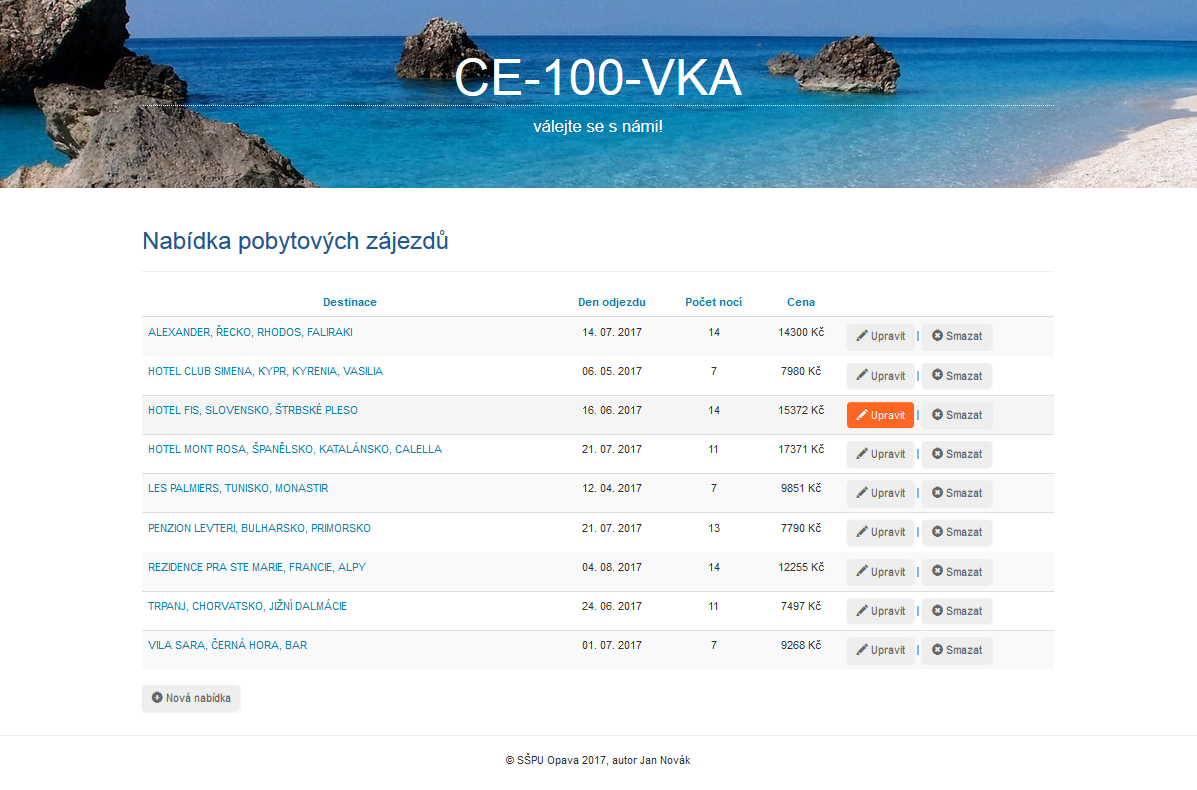 CE-100-VKA
válejte se s námi!
Nabídka pobytových zájezdů
Destinace Den odjezdu Počet nocí Cena
ALEXANDER, ŘECKO, RHODOS, FALIRAKI 14. 07. 2017 14 14300 Kč Upravit | Smazat
HOTEL CLUB SIMENA, KYPR, KYRENIA, VASILIA 06. 05. 2017 7 7980 Kč Upravit | Smazat
HOTEL FIS, SLOVENSKO, ŠTRBSKÉ PLESO 16. 06. 2017 14 15372 Kč Upravit | Smazat
HOTEL MONT ROSA, ŠPANĚLSKO, KATALÁNSKO, CALELLA 21. 07. 2017 11 17371 Kč Upravit | Smazat
LES PALMIERS, TUNISKO, MONASTIR 12. 04. 2017 7 9851 Kč Upravit | Smazat
PENZION LEVTERI, BULHARSKO, PRIMORSKO 21. 07. 2017 13 7790 Kč Upravit | Smazat
REZIDENCE PRA STE MARIE, FRANCIE, ALPY 04. 08. 2017 14 12255 Kč Upravit | Smazat
TRPANJ, CHORVATSKO, JIŽNÍ DALMÁCIE 24. 06. 2017 11 7497 Kč Upravit | Smazat
VILA SARA, ČERNÁ HORA, BAR 01. 07. 2017 7 9268 Kč Upravit | Smazat
Nová nabídka
© SŠPU Opava 2017, autor Jan Novák